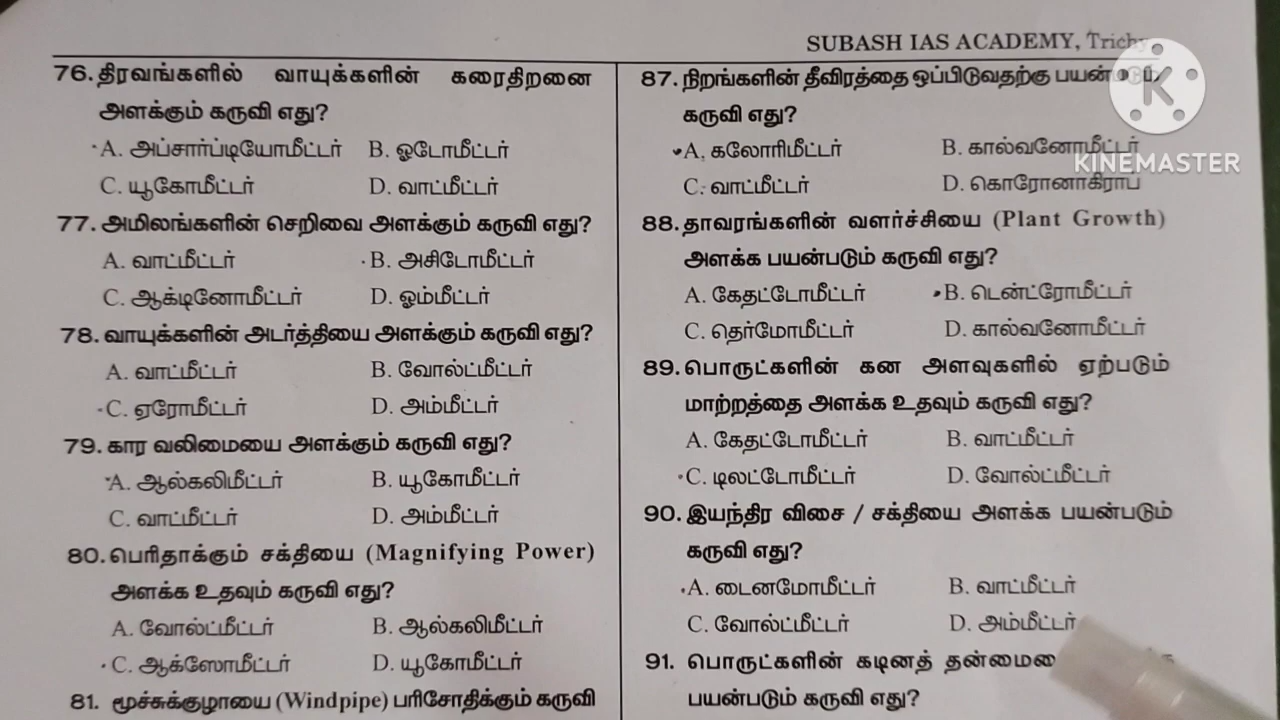 SUBASH IAS ACADEMY, Trichy
76. திரவங்களில் வாயுக்களின் கரைதிறனை
அளக்கும் கருவி எது?
A. அப்சார்ப்டியோமீட்டர் B. ஓடோமீட்டர்
C. யூகோமீட்டர் D. வாட்மீட்டர்
77. அமிலங்களின் செறிவை அளக்கும் கருவி எது?
A. வாட்மீட்டர் B. அசிடோமீட்டர்
C. ஆக்டினோமீட்டர் D. ஓம்மீட்டர்
78. வாயுக்களின் அடர்த்தியை அளக்கும் கருவி எது?
A. வாட்மீட்டர் B. வோல்ட்மீட்டர்
C. ஏரோமீட்டர் D. அம்மீட்டர்
79. கார வலிமையை அளக்கும் கருவி எது?
A. ஆல்கலிமீட்டர் B. யூகோமீட்டர்
C. வாட்மீட்டர் D. அம்மீட்டர்
80. பெரிதாக்கும் சக்தியை (Magnifying Power)
அளக்க உதவும் கருவி எது?
A. வோல்ட்மீட்டர் B. ஆல்கலிமீட்டர்
C. ஆக்ஸோமீட்டர் D. யூகோமீட்டர்
81. மூச்சுக்குழாயை (Windpipe) பரிசோதிக்கும் கருவி
87. நிறங்களின் தீவிரத்தை ஒப்பிடுவதற்கு
கருவி எது?
A. கலோரிமீட்டர் B. கால்வனோமீட்டர்
C. வாட்மீட்டர் D. கொரோனாகிராப்
88. தாவரங்களின் வளர்ச்சியை (Plant Growth)
அளக்க பயன்படும் கருவி எது?
A. கேதட்டோமீட்டர் B. டென்ட்ரோமீட்டர்
C. தெர்மோமீட்டர் D. கால்வனோமீட்டர்
89. பொருட்களின் கன அளவுகளில் ஏற்படும்
மாற்றத்தை அளக்க உதவும் கருவி எது?
A. கேதட்டோமீட்டர் B. வாட்மீட்டர்
C. டிலட்டோமீட்டர் D. வோல்ட்மீட்டர்
90. இயந்திர விசை / சக்தியை அளக்க பயன்படும்
கருவி எது?
A. டைனமோமீட்டர் B. வாட்மீட்டர்
C. வோல்ட்மீட்டர் D. அம்மீட்டர்
91. பொருட்களின் கடினத்
பயன்படும் கருவி எது?
K
KINEMASTER